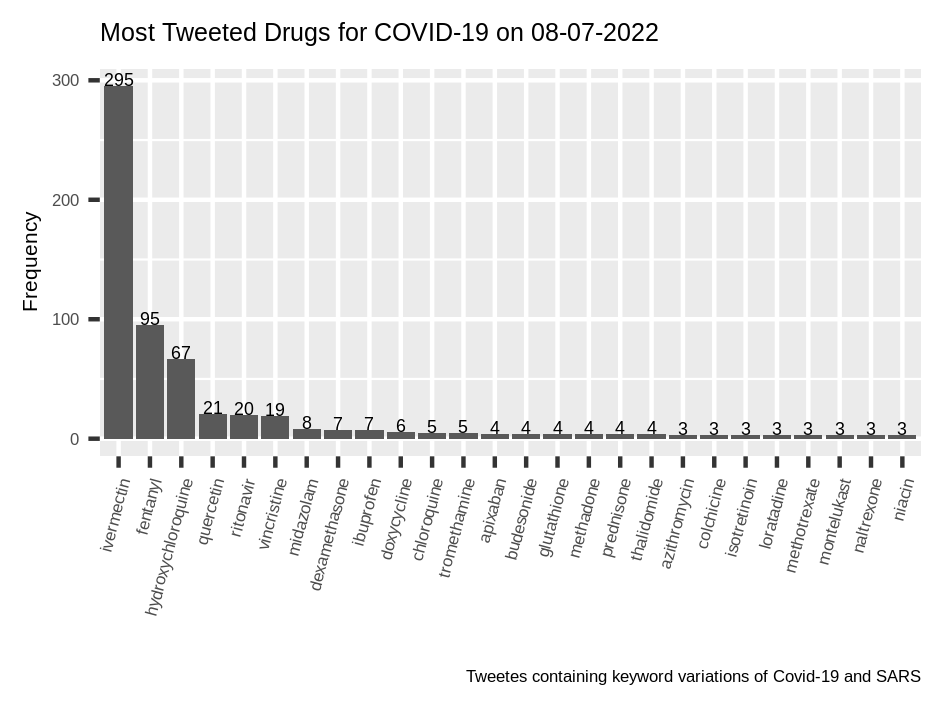 Most Tweeted Drugs for COVID-19 on 08-07-2022
Frequency
300
200
100
0
295
95
67
21
20
19
8
7
7
6
5
5
4
4
4
4
4
4
3
3
3
3
3
3
3
3
ivermectin
fentanyl
hydroxychloroquine
quercetin
ritonavir
vincristine
midazolam
dexamethasone
ibuprofen
doxycycline
chloroquine
tromethamine
apixaban
budesonide
glutathione
methadone
prednisone
thalidomide
azithromycin
colchicine
isotretinoin
loratadine
methotrexate
montelukast
naltrexone
niacin
Tweetes containing keyword variations of Covid-19 and SARS